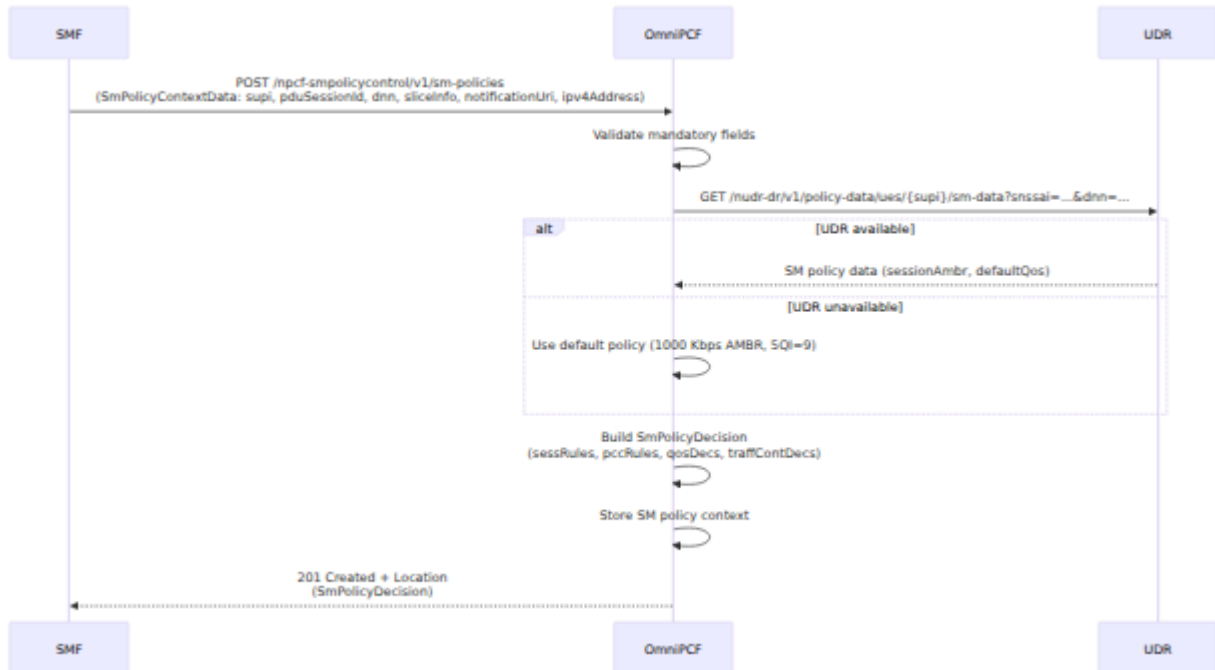 SMF
OmniPCF
UDR
POST /npcf-smpolicycontrol/v1/sm-policies
(SmPolicyContextData: supi, pduSessionId, dnn, sliceInfo, notificationUri, ipv4Address)
Validate mandatory fields
GET /nudr-dr/v1/policy-data/ues/{supi}/sm-data?snssai=...&dnn=...
alt
[UDR available]
SM policy data (sessionAmbr, defaultQos)
[UDR unavailable]
Use default policy (1000 Kbps AMBR, 5QI=9)
Build SmPolicyDecision
(sessRules, pccRules, qosDecs, traffContDecs)
Store SM policy context
201 Created + Location
(SmPolicyDecision)
SMF
OmniPCF
UDR